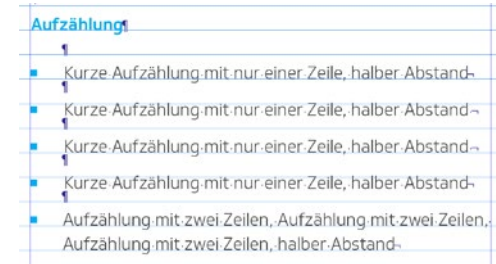 Aufzählung
Kurze Aufzählung mit nur einer Zeile, halber Abstand
Kurze Aufzählung mit nur einer Zeile, halber Abstand
Kurze Aufzählung mit nur einer Zeile, halber Abstand
Kurze Aufzählung mit nur einer Zeile, halber Abstand
Aufzählung mit zwei Zeilen, Aufzählung mit zwei Zeilen,
Aufzählung mit zwei Zeilen, halber Abstand